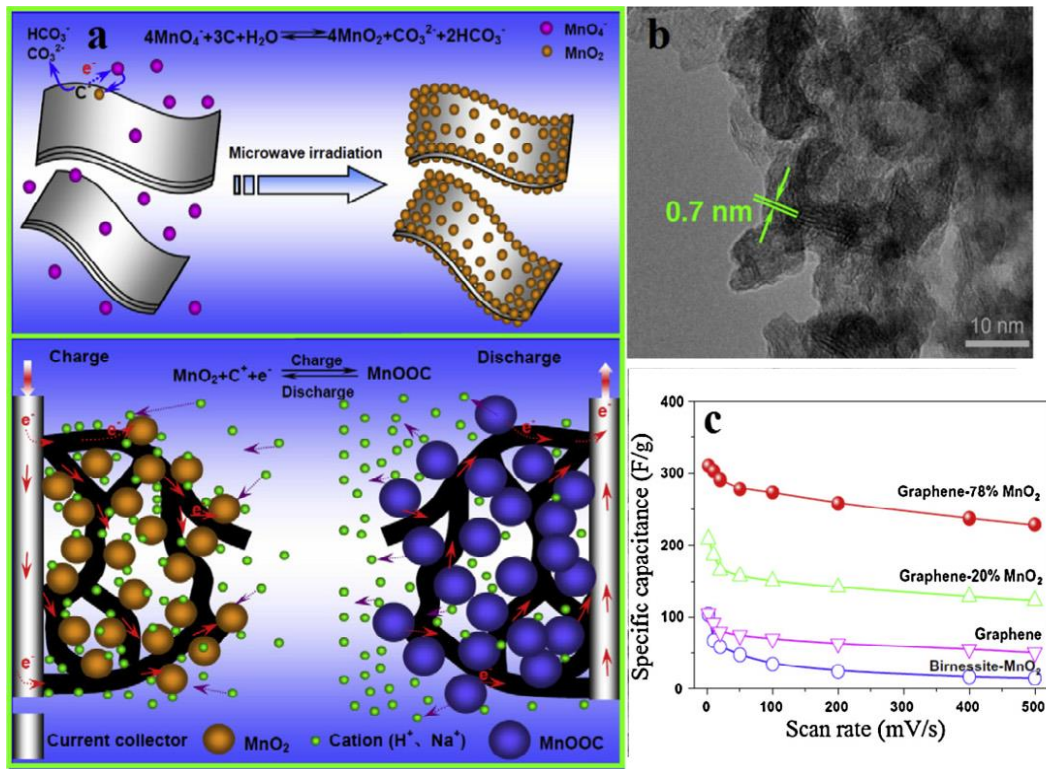 a
HCO₃⁻
CO₃²⁻
e⁻
C
4MnO₄⁻+3C+H₂O⇌4MnO₂+CO₃²⁻+2HCO₃⁻
MnO₄⁻
MnO₂
Microwave irradiation
b
0.7 nm
10 nm
Charge
Discharge
MnO₂+C⁺+e⁻
Charge
Discharge
MnOOC
e⁻
e⁻
e⁻
e⁻
e⁻
e⁻
e
Current collector
MnO₂
Cation (H⁺、Na⁺)
MnOOC
c
Specific capacitance (F/g)
400
300
200
100
0
Graphene-78% MnO₂
Graphene-20% MnO₂
Graphene
Birnessite-MnO₂
0 100 200 300 400 500
Scan rate (mV/s)